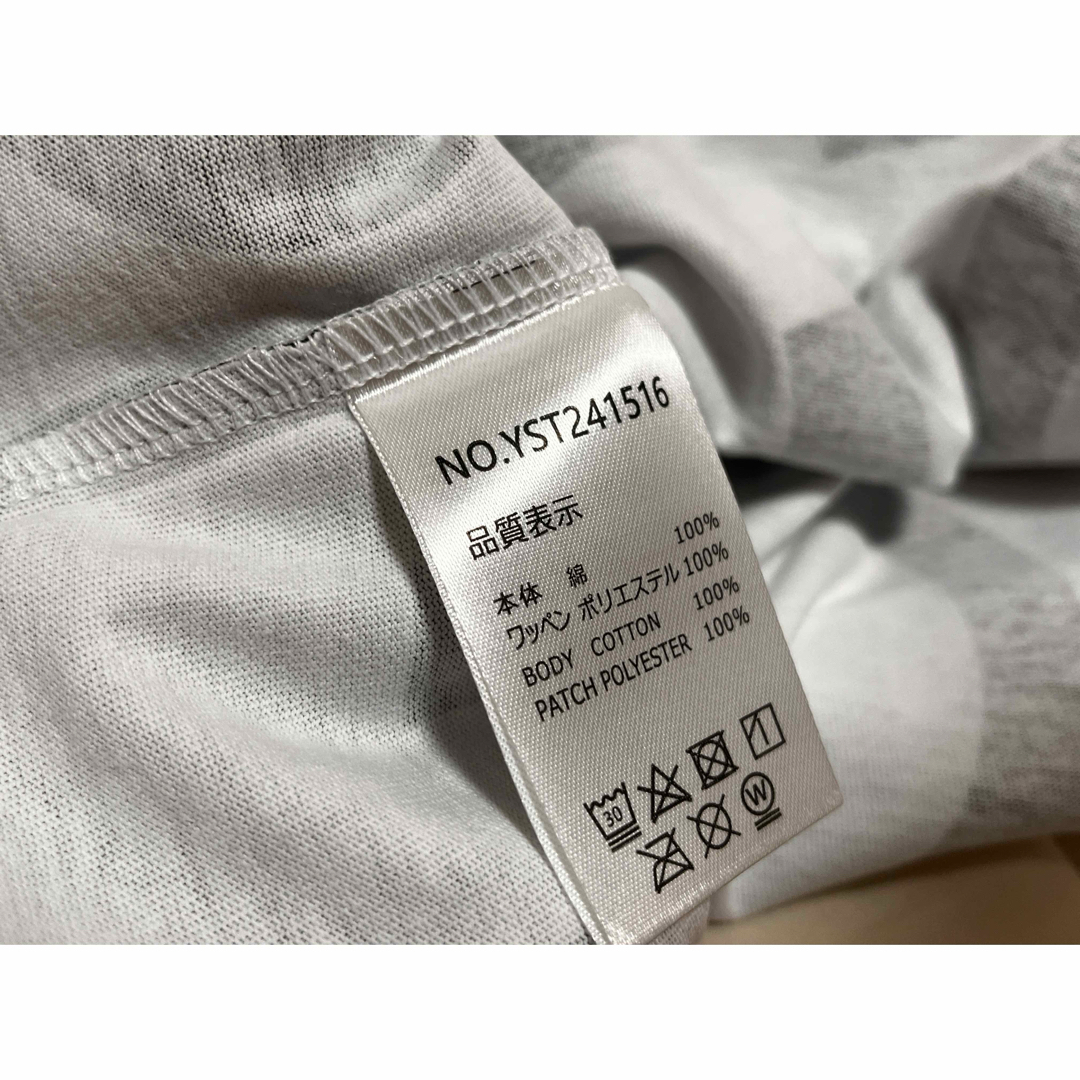 NO.YST241516
品質表示
本体 綿 100%
ワッペン ポリエステル 100%
BODY COTTON 100%
PATCH POLYESTER 100%
30
W